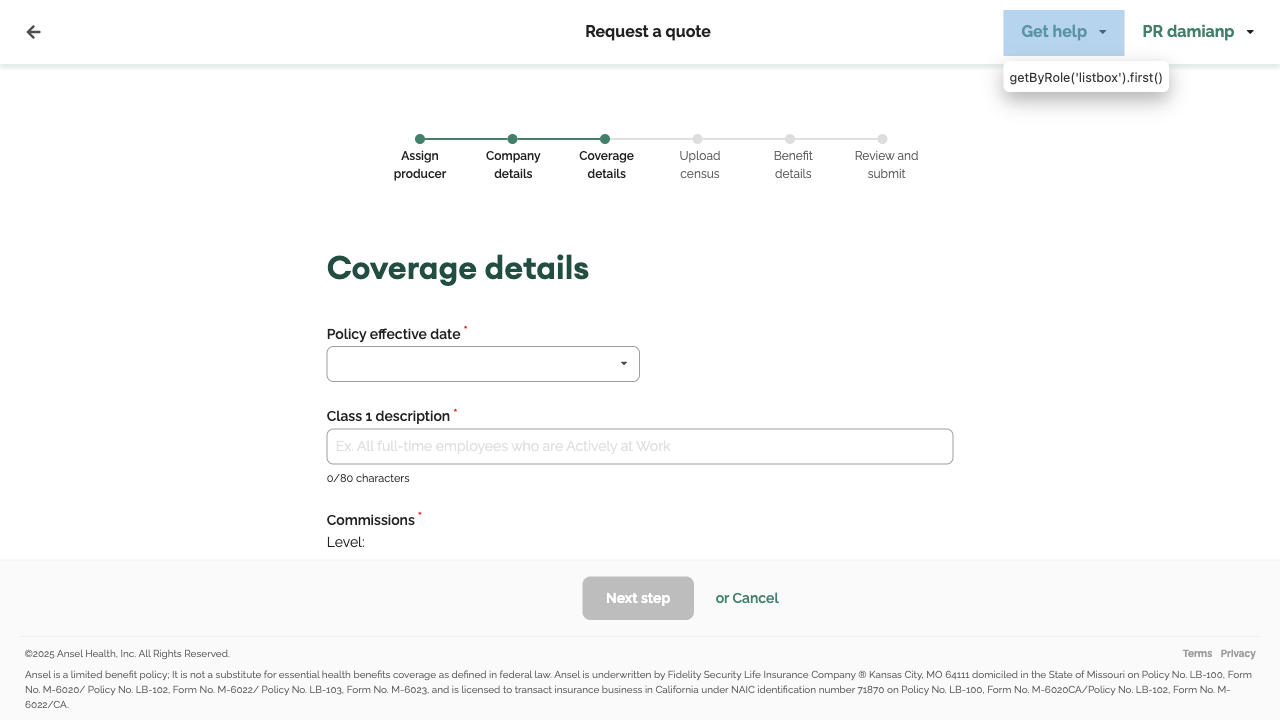 Request a quote
Get help
PR damianp
getByRole('listbox').first()
Assign
producer
Company
details
Coverage
details
Upload
census
Benefit
details
Review and
submit
Coverage details
Policy effective date *
Class 1 description *
Ex. All full-time employees who are Actively at Work
0/80 characters
Commissions *
Level:
Next step
or Cancel
©2025 Ansel Health, Inc. All Rights Reserved.
Terms Privacy
Ansel is a limited benefit policy; It is not a substitute for essential health benefits coverage as defined in federal law. Ansel is underwritten by Fidelity Security Life Insurance Company ® Kansas City, MO 64111 domiciled in the State of Missouri on Policy No. LB-100, Form
No. M-6020/ Policy No. LB-102, Form No. M-6022/ Policy No. LB-103, Form No. M-6023, and is licensed to transact insurance business in California under NAIC identification number 71870 on Policy No. LB-100, Form No. M-6020CA/Policy No. LB-102, Form No. M-
6022/CA.